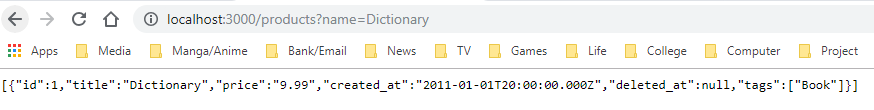 localhost:3000/products?name=Dictionary
Apps Media Manga/Anime Bank/Email News TV Games Life College Computer Project
[{"id":1,"title":"Dictionary","price":"9.99","created_at":"2011-01-01T20:00:00.000Z","deleted_at":null,"tags":["Book"]}]